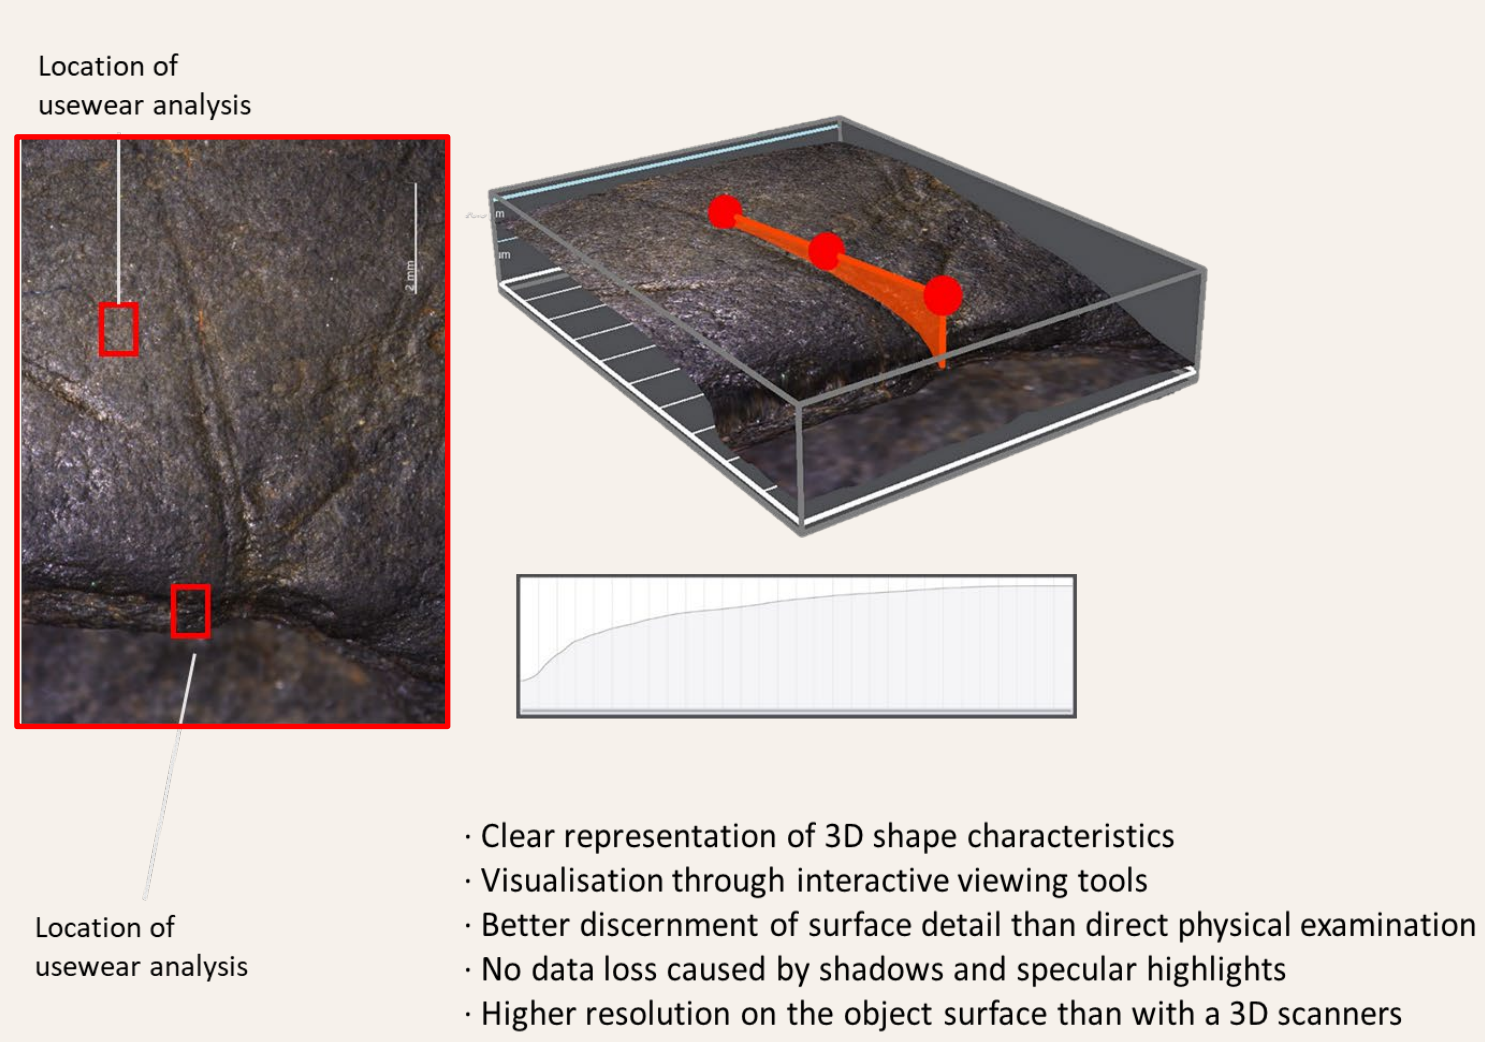 Location of
usewear analysis
2 mm
m
m
Location of
usewear analysis
· Clear representation of 3D shape characteristics
· Visualisation through interactive viewing tools
· Better discernment of surface detail than direct physical examination
· No data loss caused by shadows and specular highlights
· Higher resolution on the object surface than with a 3D scanners